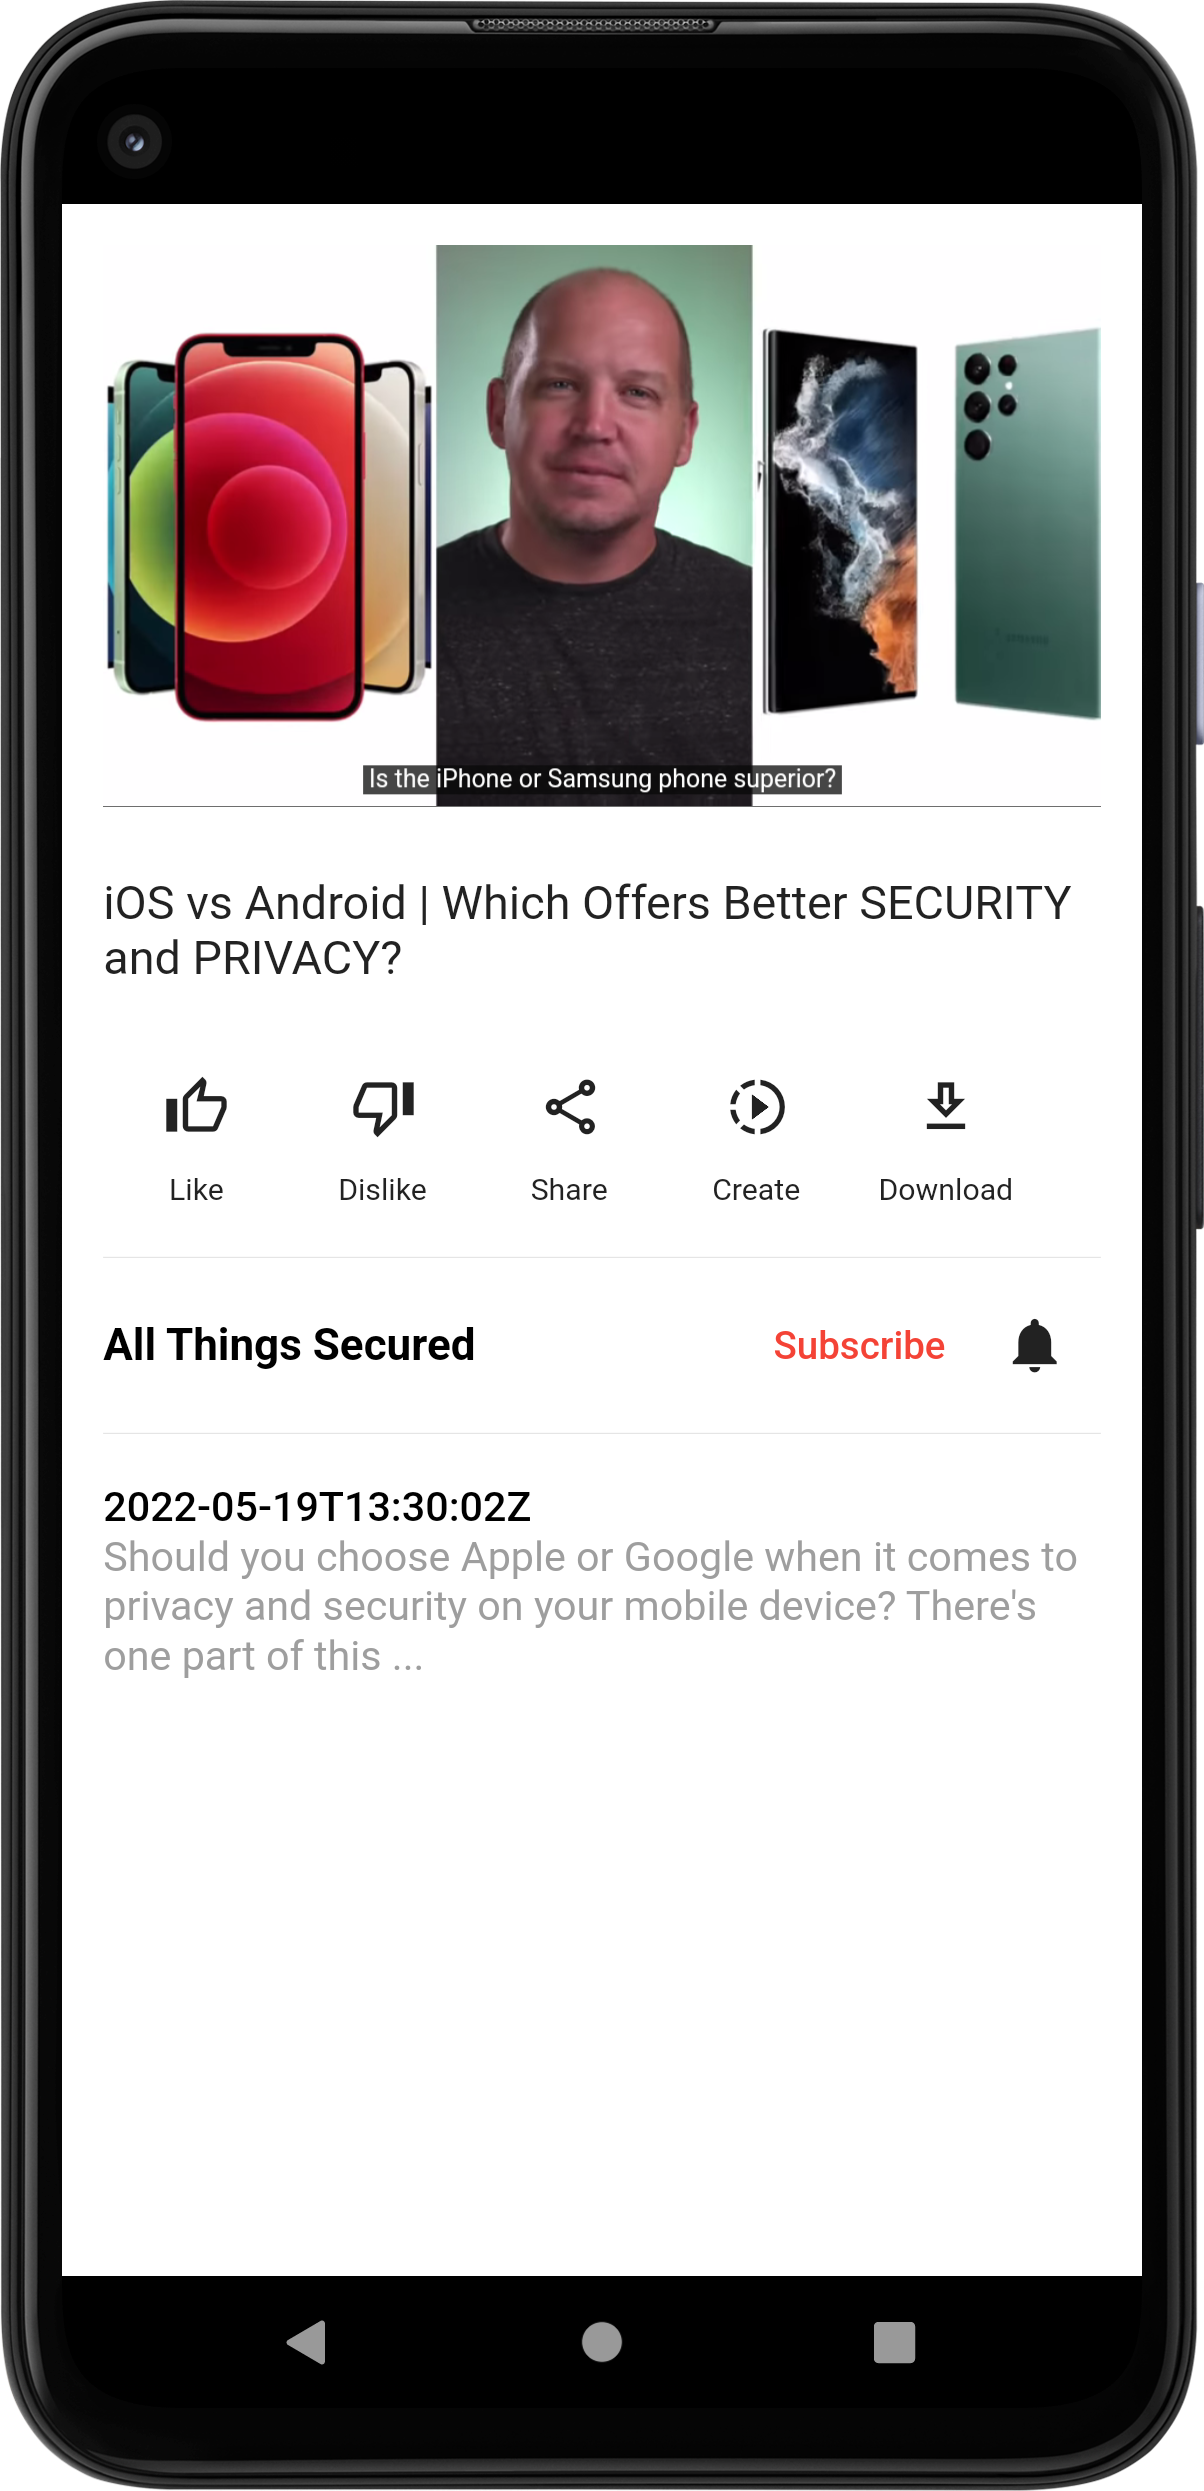 Is the iPhone or Samsung phone superior?
iOS vs Android | Which Offers Better SECURITY
and PRIVACY?
Like
Dislike
Share
Create
Download
All Things Secured
Subscribe
2022-05-19T13:30:02Z
Should you choose Apple or Google when it comes to
privacy and security on your mobile device? There's
one part of this ...